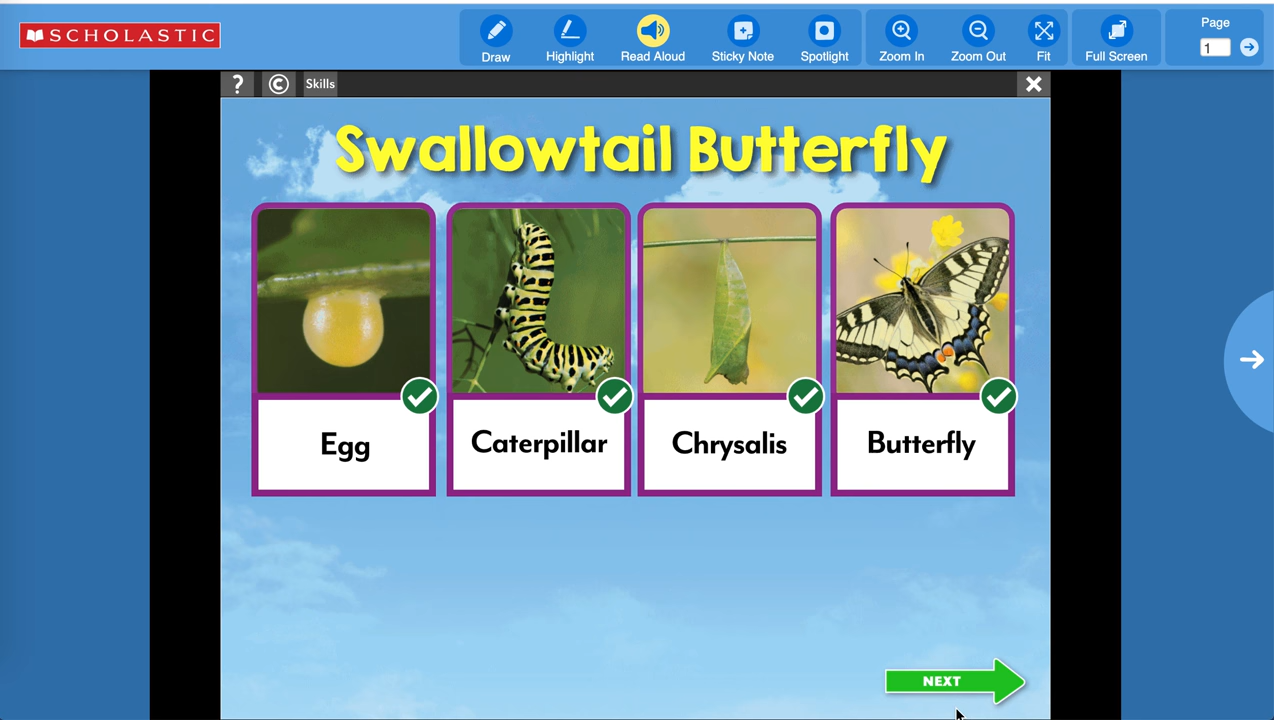 SCHOLASTIC
Draw
Highlight
Read Aloud
Sticky Note
Spotlight
Zoom In
Zoom Out
Fit
Full Screen
Page
1
? © Skills
Swallowtail Butterfly
Egg
Caterpillar
Chrysalis
Butterfly
NEXT